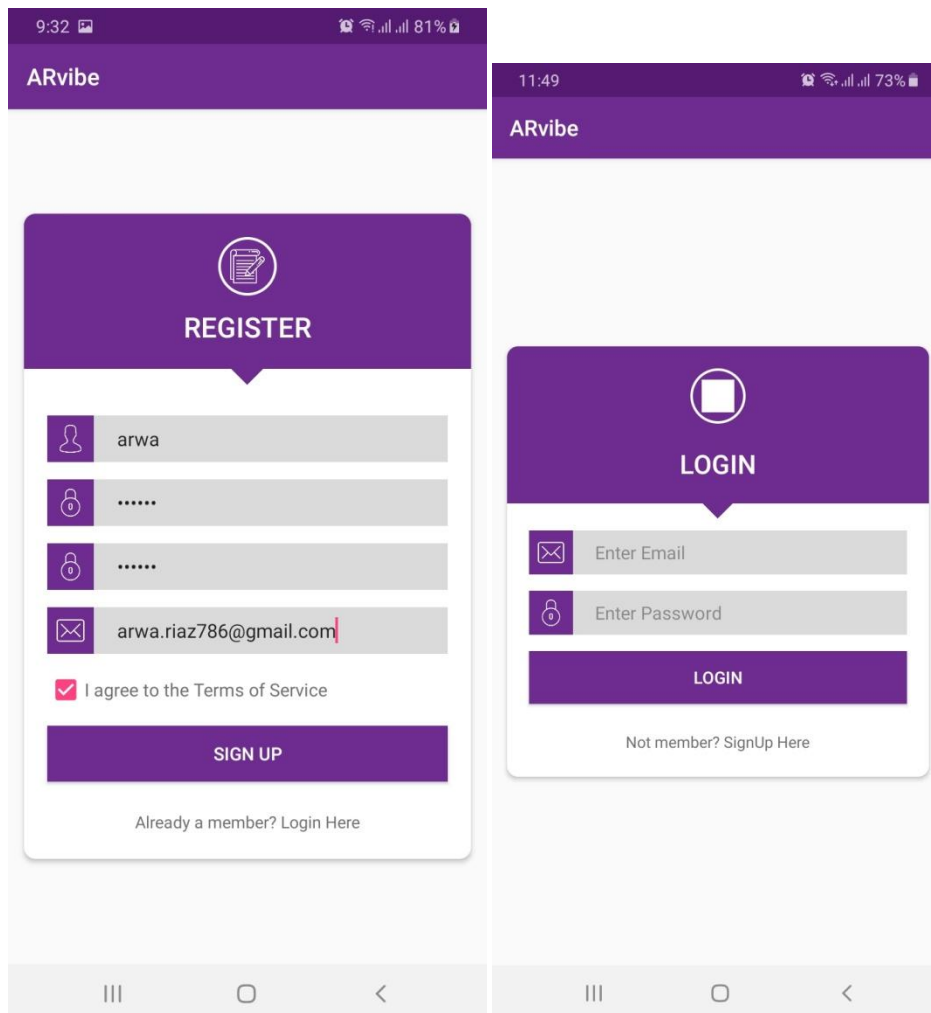 9:32 81%
ARvibe
REGISTER
arwa
••••••
••••••
arwa.riaz786@gmail.com
I agree to the Terms of Service
SIGN UP
Already a member? Login Here
11:49 73%
ARvibe
LOGIN
Enter Email
Enter Password
LOGIN
Not member? SignUp Here